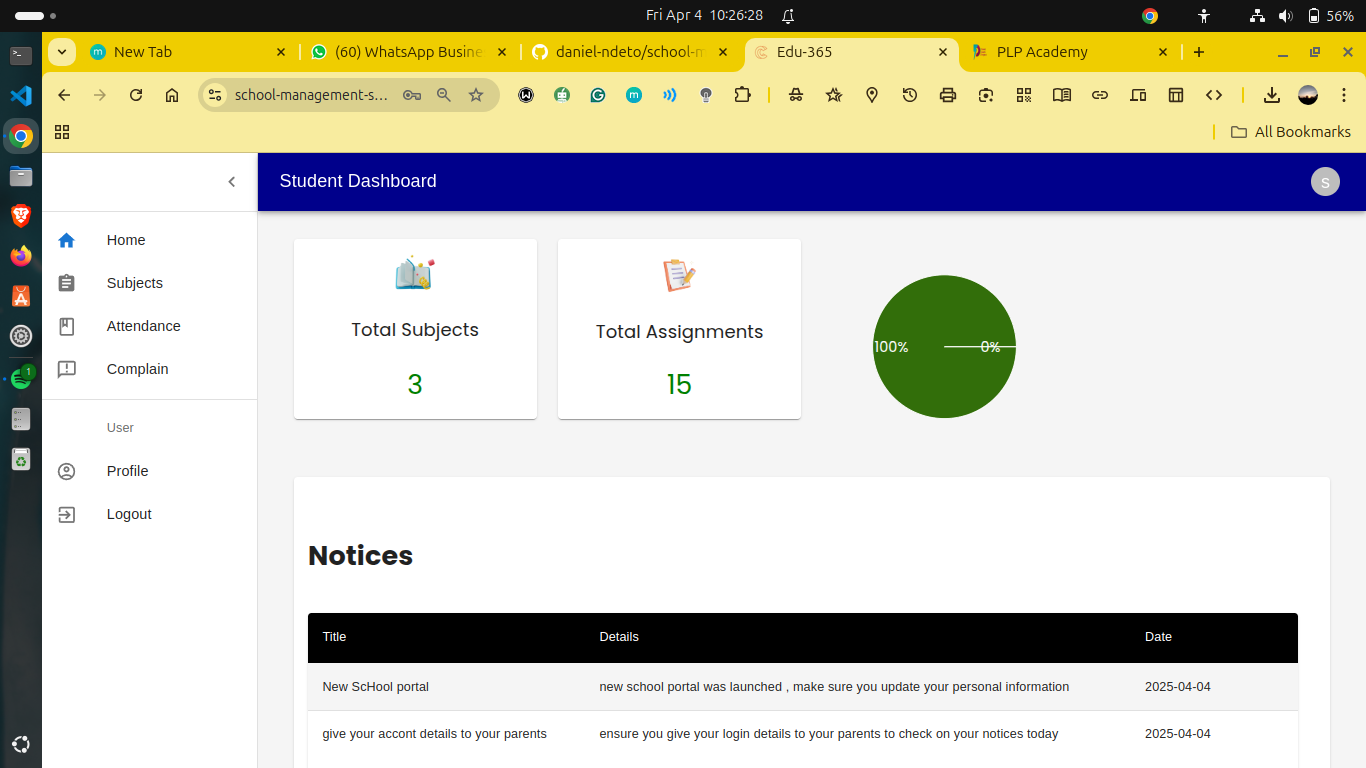 Fri Apr 4 10:26:28
56%
New Tab
(60) WhatsApp Busine
daniel-ndeto/school-m
Edu-365
PLP Academy
school-management-s...
All Bookmarks
Student Dashboard
S
Home
Subjects
Attendance
Complain
User
Profile
Logout
Total Subjects
3
Total Assignments
15
100%
0%
Notices
Title Details Date
New ScHool portal new school portal was launched , make sure you update your personal information 2025-04-04
give your accont details to your parents ensure you give your login details to your parents to check on your notices today 2025-04-04
1